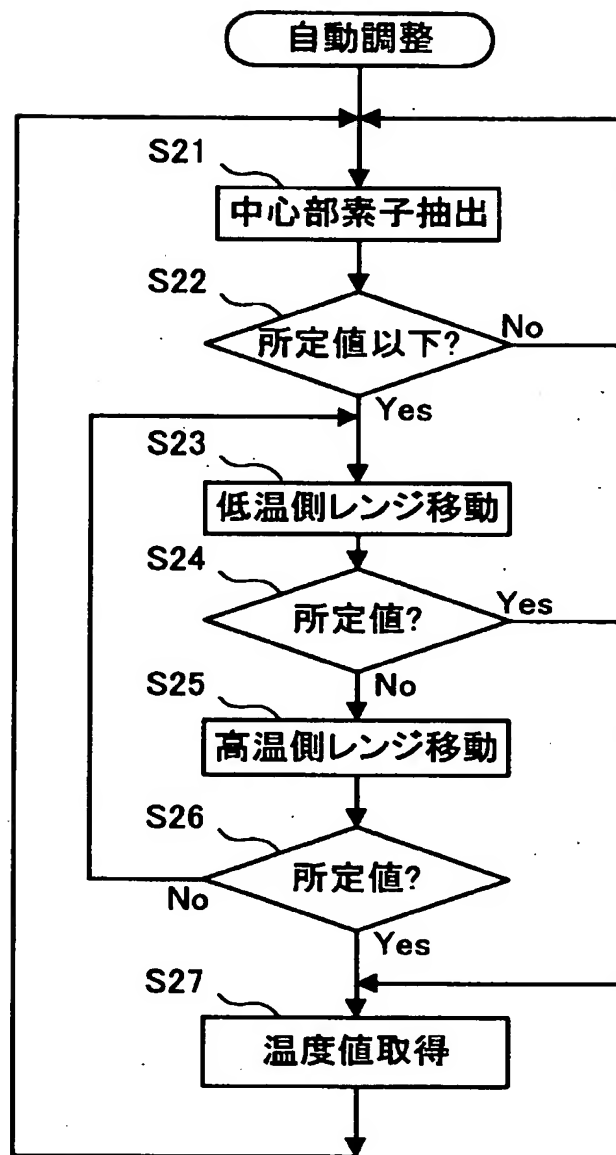 自動調整
S21
中心部素子抽出
S22
所定値以下?
No
Yes
S23
低温側レンジ移動
S24
所定値?
Yes
No
S25
高温側レンジ移動
S26
所定値?
No
Yes
S27
温度値取得